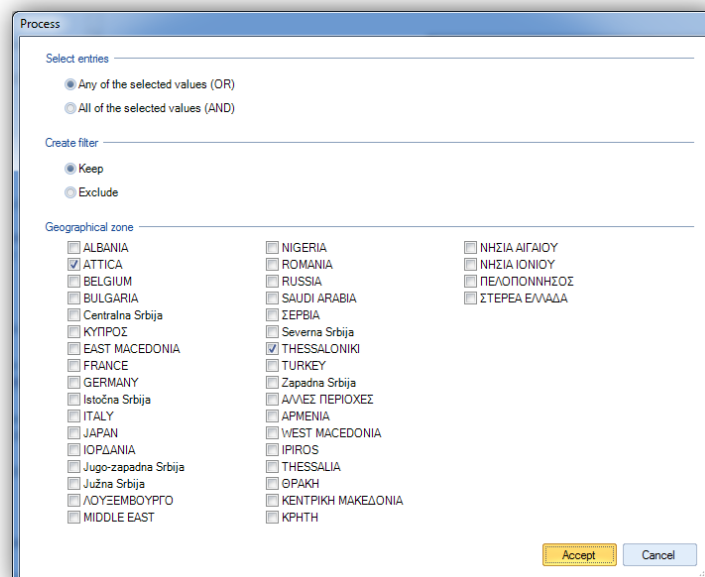 Process
Select entries
Any of the selected values (OR)
All of the selected values (AND)
Create filter
Keep
Exclude
Geographical zone
ALBANIA
ATTICA
BELGIUM
BULGARIA
Centralna Srbija
ΚΥΠΡΟΣ
EAST MACEDONIA
FRANCE
GERMANY
Istočna Srbija
ITALY
JAPAN
ΙΟΡΔΑΝΙΑ
Jugo-zapadna Srbija
Južna Srbija
ΛΟΥΞΕΜΒΟΥΡΓΟ
MIDDLE EAST
NIGERIA
ROMANIA
RUSSIA
SAUDI ARABIA
ΣΕΡΒΙΑ
Severna Srbija
THESSALONIKI
TURKEY
Zapadna Srbija
ΑΛΛΕΣ ΠΕΡΙΟΧΕΣ
ΑΡΜΕΝΙΑ
WEST MACEDONIA
IPIROS
THESSALIA
ΘΡΑΚΗ
ΚΕΝΤΡΙΚΗ ΜΑΚΕΔΟΝΙΑ
ΚΡΗΤΗ
ΝΗΣΙΑ ΑΙΓΑΙΟΥ
ΝΗΣΙΑ ΙΟΝΙΟΥ
ΠΕΛΟΠΟΝΝΗΣΟΣ
ΣΤΕΡΕΑ ΕΛΛΑΔΑ
Accept
Cancel